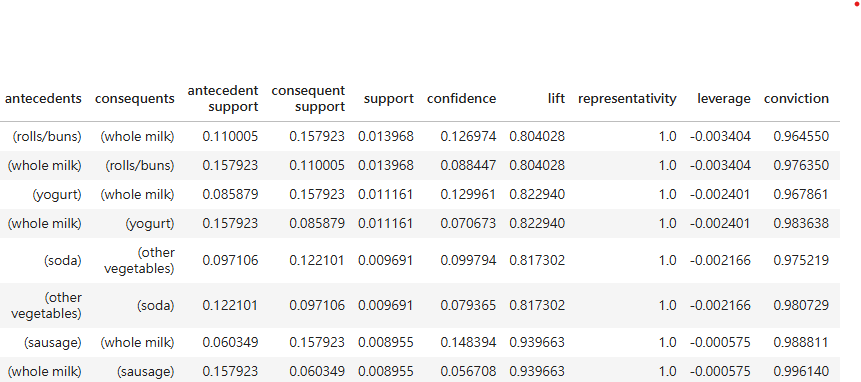 antecedents consequents antecedent support consequent support support confidence lift representativity leverage conviction
(rolls/buns) (whole milk) 0.110005 0.157923 0.013968 0.126974 0.804028 1.0 -0.003404 0.964550
(whole milk) (rolls/buns) 0.157923 0.110005 0.013968 0.088447 0.804028 1.0 -0.003404 0.976350
(yogurt) (whole milk) 0.085879 0.157923 0.011161 0.129961 0.822940 1.0 -0.002401 0.967861
(whole milk) (yogurt) 0.157923 0.085879 0.011161 0.070673 0.822940 1.0 -0.002401 0.983638
(soda) (other vegetables) 0.097106 0.122101 0.009691 0.099794 0.817302 1.0 -0.002166 0.975219
(other vegetables) (soda) 0.122101 0.097106 0.009691 0.079365 0.817302 1.0 -0.002166 0.980729
(sausage) (whole milk) 0.060349 0.157923 0.008955 0.148394 0.939663 1.0 -0.000575 0.988811
(whole milk) (sausage) 0.157923 0.060349 0.008955 0.056708 0.939663 1.0 -0.000575 0.996140